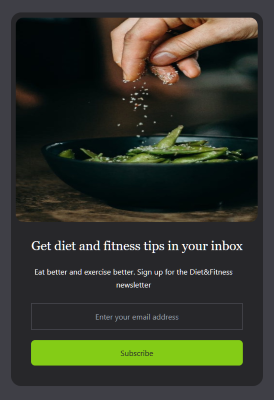 Get diet and fitness tips in your inbox
Eat better and exercise better. Sign up for the Diet&Fitness
newsletter
Enter your email address
Subscribe